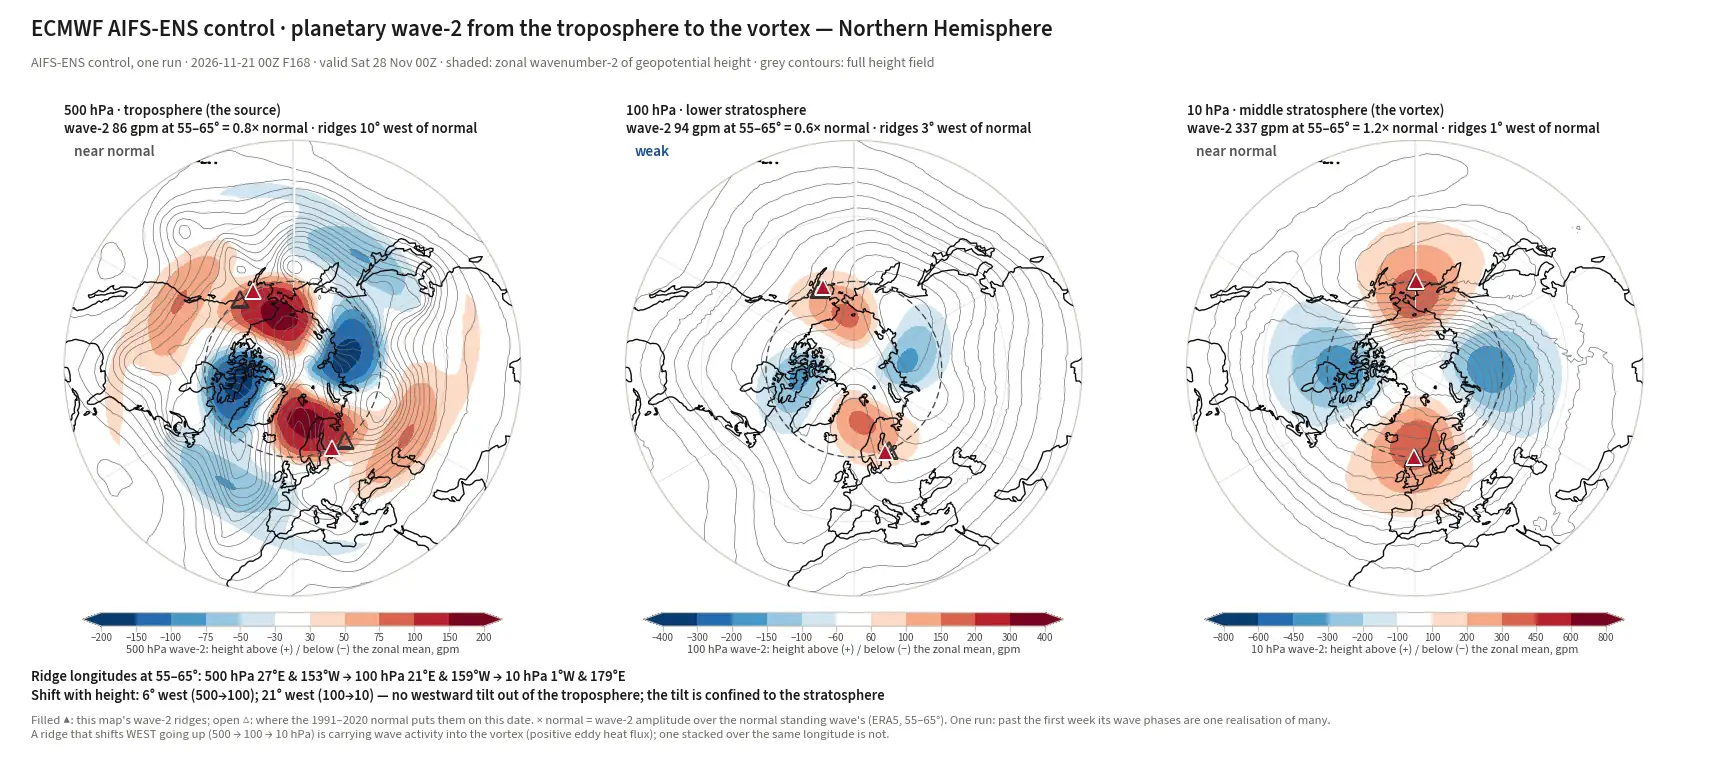 ECMWF AIFS-ENS control · planetary wave-2 from the troposphere to the vortex — Northern Hemisphere
AIFS-ENS control, one run · 2026-11-21 00Z F168 · valid Sat 28 Nov 00Z · shaded: zonal wavenumber-2 of geopotential height · grey contours: full height field
500 hPa · troposphere (the source)
wave-2 86 gpm at 55–65° = 0.8× normal · ridges 10° west of normal
near normal
100 hPa · lower stratosphere
wave-2 94 gpm at 55–65° = 0.6× normal · ridges 3° west of normal
weak
10 hPa · middle stratosphere (the vortex)
wave-2 337 gpm at 55–65° = 1.2× normal · ridges 1° west of normal
near normal
−200 −150 −100 −75 −50 −30 30 50 75 100 150 200
500 hPa wave-2: height above (+) / below (−) the zonal mean, gpm
−400 −300 −200 −150 −100 −60 60 100 150 200 300 400
100 hPa wave-2: height above (+) / below (−) the zonal mean, gpm
−800 −600 −450 −300 −200 −100 100 200 300 450 600 800
10 hPa wave-2: height above (+) / below (−) the zonal mean, gpm
Ridge longitudes at 55–65°: 500 hPa 27°E & 153°W → 100 hPa 21°E & 159°W → 10 hPa 1°W & 179°E
Shift with height: 6° west (500→100); 21° west (100→10) — no westward tilt out of the troposphere; the tilt is confined to the stratosphere
Filled ▲: this map's wave-2 ridges; open △: where the 1991–2020 normal puts them on this date. × normal = wave-2 amplitude over the normal standing wave's (ERA5, 55–65°). One run: past the first week its wave phases are one realisation of many.
A ridge that shifts WEST going up (500 → 100 → 10 hPa) is carrying wave activity into the vortex (positive eddy heat flux); one stacked over the same longitude is not.